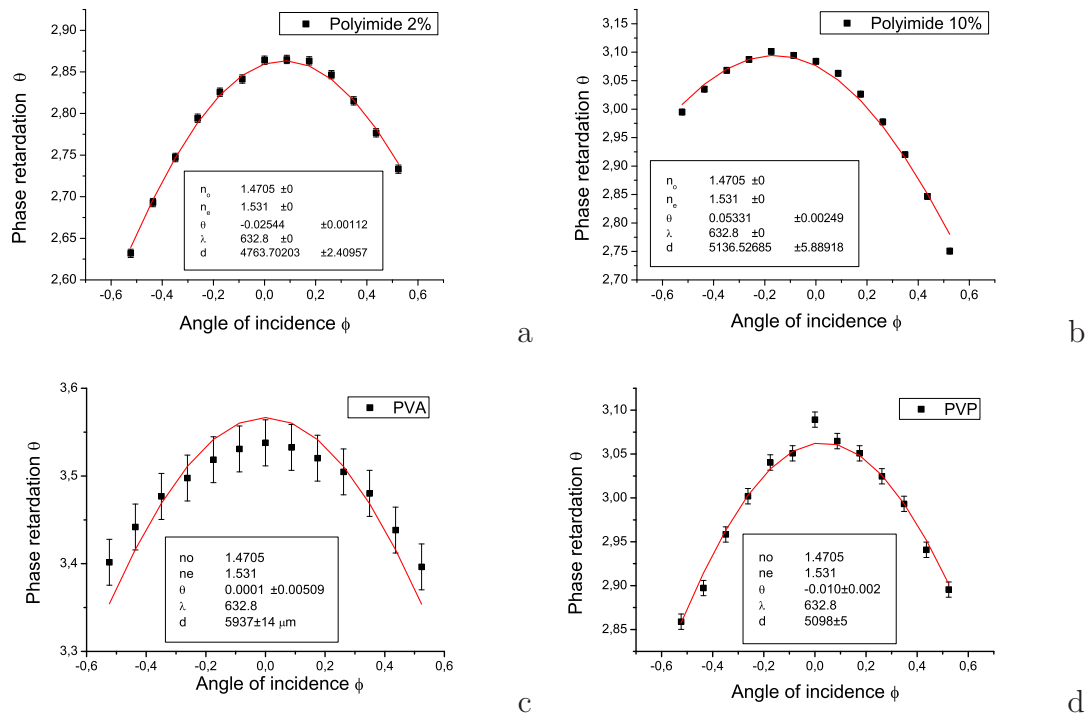 Polyimide 2%
Phase retardation θ
2,90
2,85
2,80
2,75
2,70
2,65
2,60
nₒ 1.4705 ±0
nₑ 1.531 ±0
θ -0.02544 ±0.00112
λ 632.8 ±0
d 4763.70203 ±2.40957
-0,6 -0,4 -0,2 0,0 0,2 0,4 0,6
Angle of incidence ϕ
a
Polyimide 10%
Phase retardation θ
3,15
3,10
3,05
3,00
2,95
2,90
2,85
2,80
2,75
2,70
nₒ 1.4705 ±0
nₑ 1.531 ±0
θ 0.05331 ±0.00249
λ 632.8 ±0
d 5136.52685 ±5.88918
-0,6 -0,4 -0,2 0,0 0,2 0,4 0,6
Angle of incidence ϕ
b
PVA
Phase retardation θ
3,6
3,5
3,4
3,3
no 1.4705
ne 1.531
θ 0.0001 ±0.00509
λ 632.8
d 5937±14 μm
-0,6 -0,4 -0,2 0,0 0,2 0,4 0,6
Angle of incidence ϕ
c
PVP
Phase retardation θ
3,10
3,05
3,00
2,95
2,90
2,85
no 1.4705
ne 1.531
θ -0.010±0.002
λ 632.8
d 5098±5
-0,6 -0,4 -0,2 0,0 0,2 0,4 0,6
Angle of incidence ϕ
d